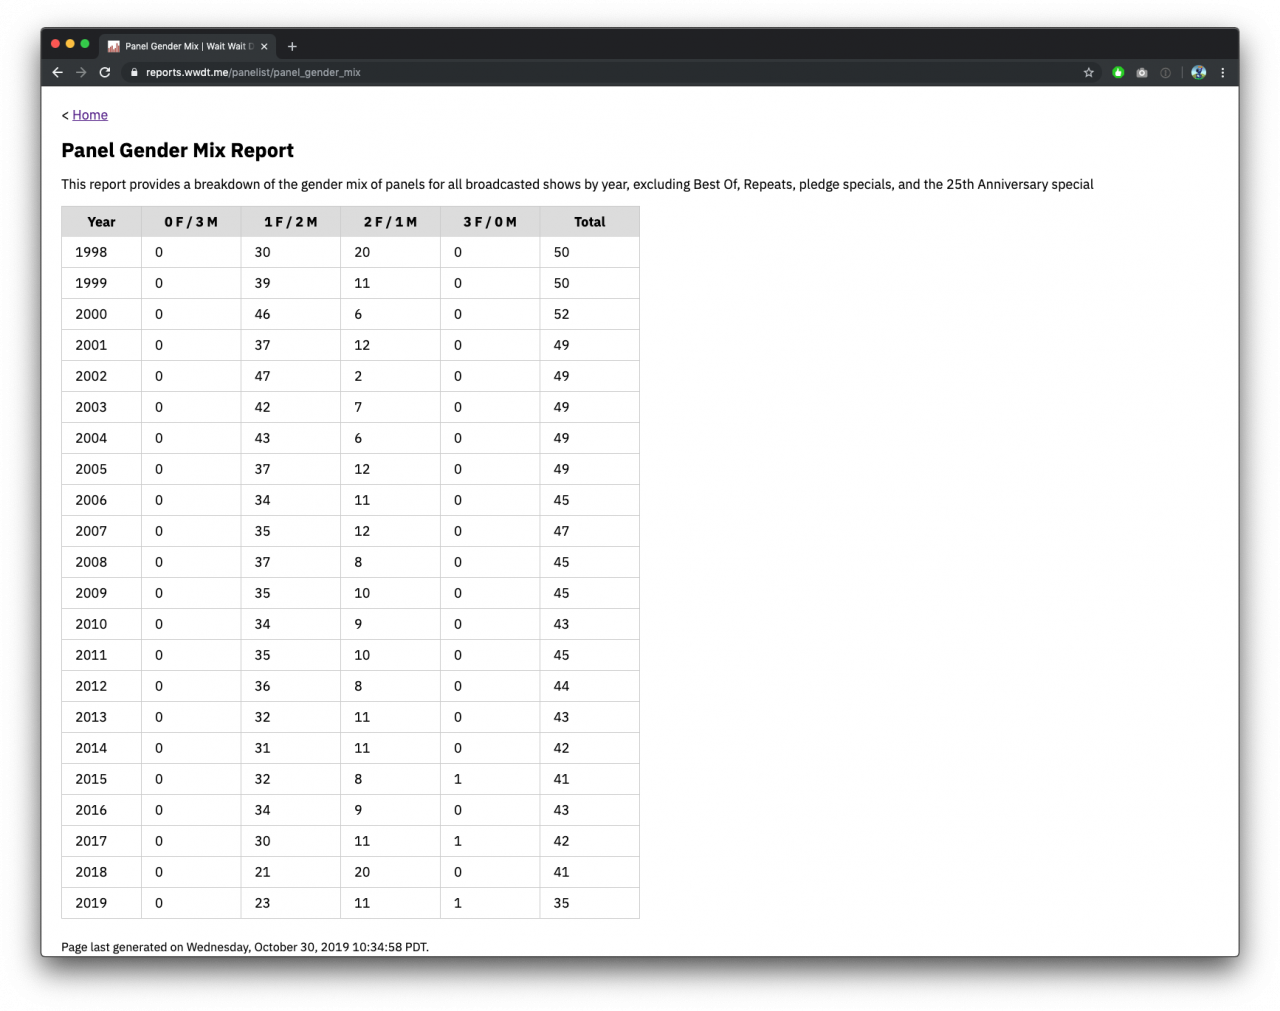 Panel Gender Mix | Wait Wait D
reports.wwdt.me/panelist/panel_gender_mix
< Home
Panel Gender Mix Report
This report provides a breakdown of the gender mix of panels for all broadcasted shows by year, excluding Best Of, Repeats, pledge specials, and the 25th Anniversary special
Year 0 F / 3 M 1 F / 2 M 2 F / 1 M 3 F / 0 M Total
1998 0 30 20 0 50
1999 0 39 11 0 50
2000 0 46 6 0 52
2001 0 37 12 0 49
2002 0 47 2 0 49
2003 0 42 7 0 49
2004 0 43 6 0 49
2005 0 37 12 0 49
2006 0 34 11 0 45
2007 0 35 12 0 47
2008 0 37 8 0 45
2009 0 35 10 0 45
2010 0 34 9 0 43
2011 0 35 10 0 45
2012 0 36 8 0 44
2013 0 32 11 0 43
2014 0 31 11 0 42
2015 0 32 8 1 41
2016 0 34 9 0 43
2017 0 30 11 1 42
2018 0 21 20 0 41
2019 0 23 11 1 35
Page last generated on Wednesday, October 30, 2019 10:34:58 PDT.